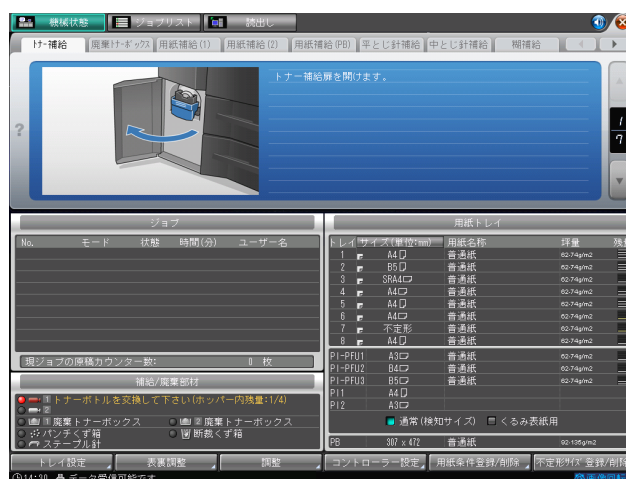 機械状態 ジョブリスト 読出し
トナー補給 廃棄トナーボックス 用紙補給(1) 用紙補給(2) 用紙補給(PB) 平とじ針補給 中とじ針補給 糊補給
トナー補給扉を開けます。
?
1
7
ジョブ
No. モード 状態 時間(分) ユーザー名
現ジョブの原稿カウンター数: 0 枚
補給/廃棄部材
1 トナーボトルを交換して下さい(ホッパー内残量:1/4)
2
1 廃棄トナーボックス 2 廃棄トナーボックス
パンチくず箱 断裁くず箱
ステープル針
用紙トレイ
トレイ サイズ(単位:mm) 用紙名称 坪量 残
1 A4 普通紙 62-74g/m2
2 B5 普通紙 62-74g/m2
3 SRA4 普通紙 62-74g/m2
4 A4 普通紙 62-74g/m2
5 A4 普通紙 62-74g/m2
6 A4 普通紙 62-74g/m2
7 不定形 普通紙 62-74g/m2
8 A4 普通紙 62-74g/m2
PI-PFU1 A3 普通紙 62-74g/m2
PI-PFU2 B4 普通紙 62-74g/m2
PI-PFU3 B5 普通紙 62-74g/m2
PI1 A4
PI2 A3
通常(検知サイズ) くるみ表紙用
PB 307 x 472 普通紙 92-135g/m2
トレイ設定 表裏調整 調整 コントローラー設定 用紙条件登録/削除 不定形サイズ 登録/削除
14:20 データ受信可能です 画像回転